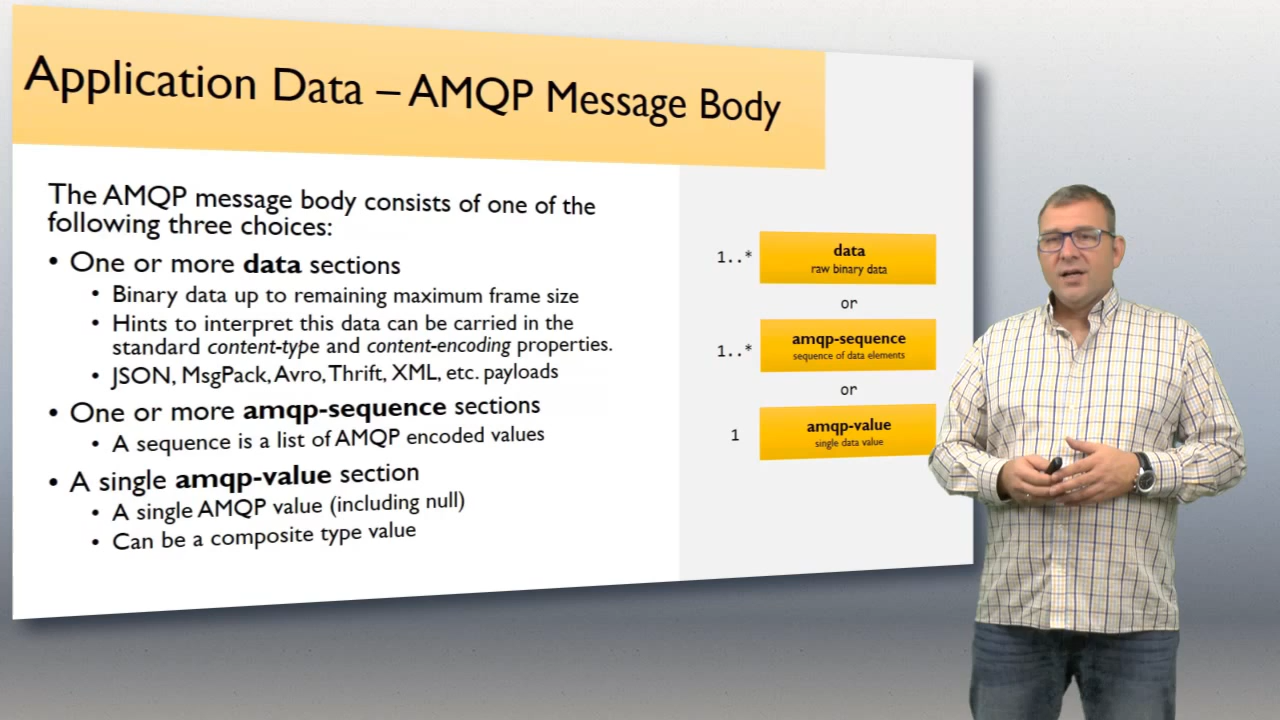 Application Data – AMQP Message Body
The AMQP message body consists of one of the
following three choices:
• One or more data sections
• Binary data up to remaining maximum frame size
• Hints to interpret this data can be carried in the
standard content-type and content-encoding properties.
• JSON, MsgPack, Avro, Thrift, XML, etc. payloads
• One or more amqp-sequence sections
• A sequence is a list of AMQP encoded values
• A single amqp-value section
• A single AMQP value (including null)
• Can be a composite type value
1..*
data
raw binary data
or
1..*
amqp-sequence
sequence of data elements
or
1
amqp-value
single data value